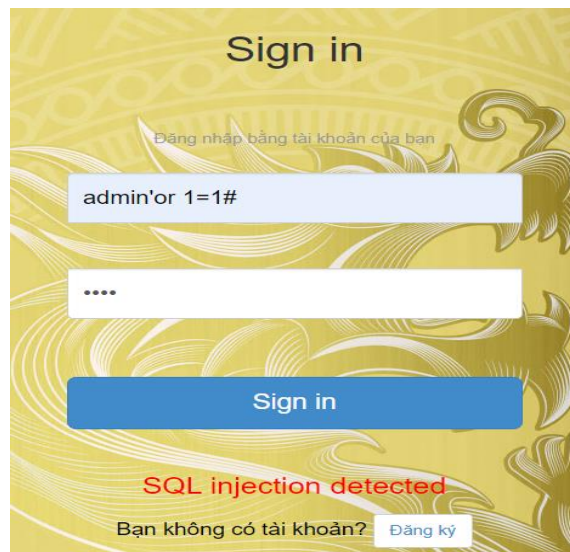 Sign in
Đăng nhập bằng tài khoản của bạn
admin'or 1=1#
••••
Sign in
SQL injection detected
Bạn không có tài khoản? Đăng ký